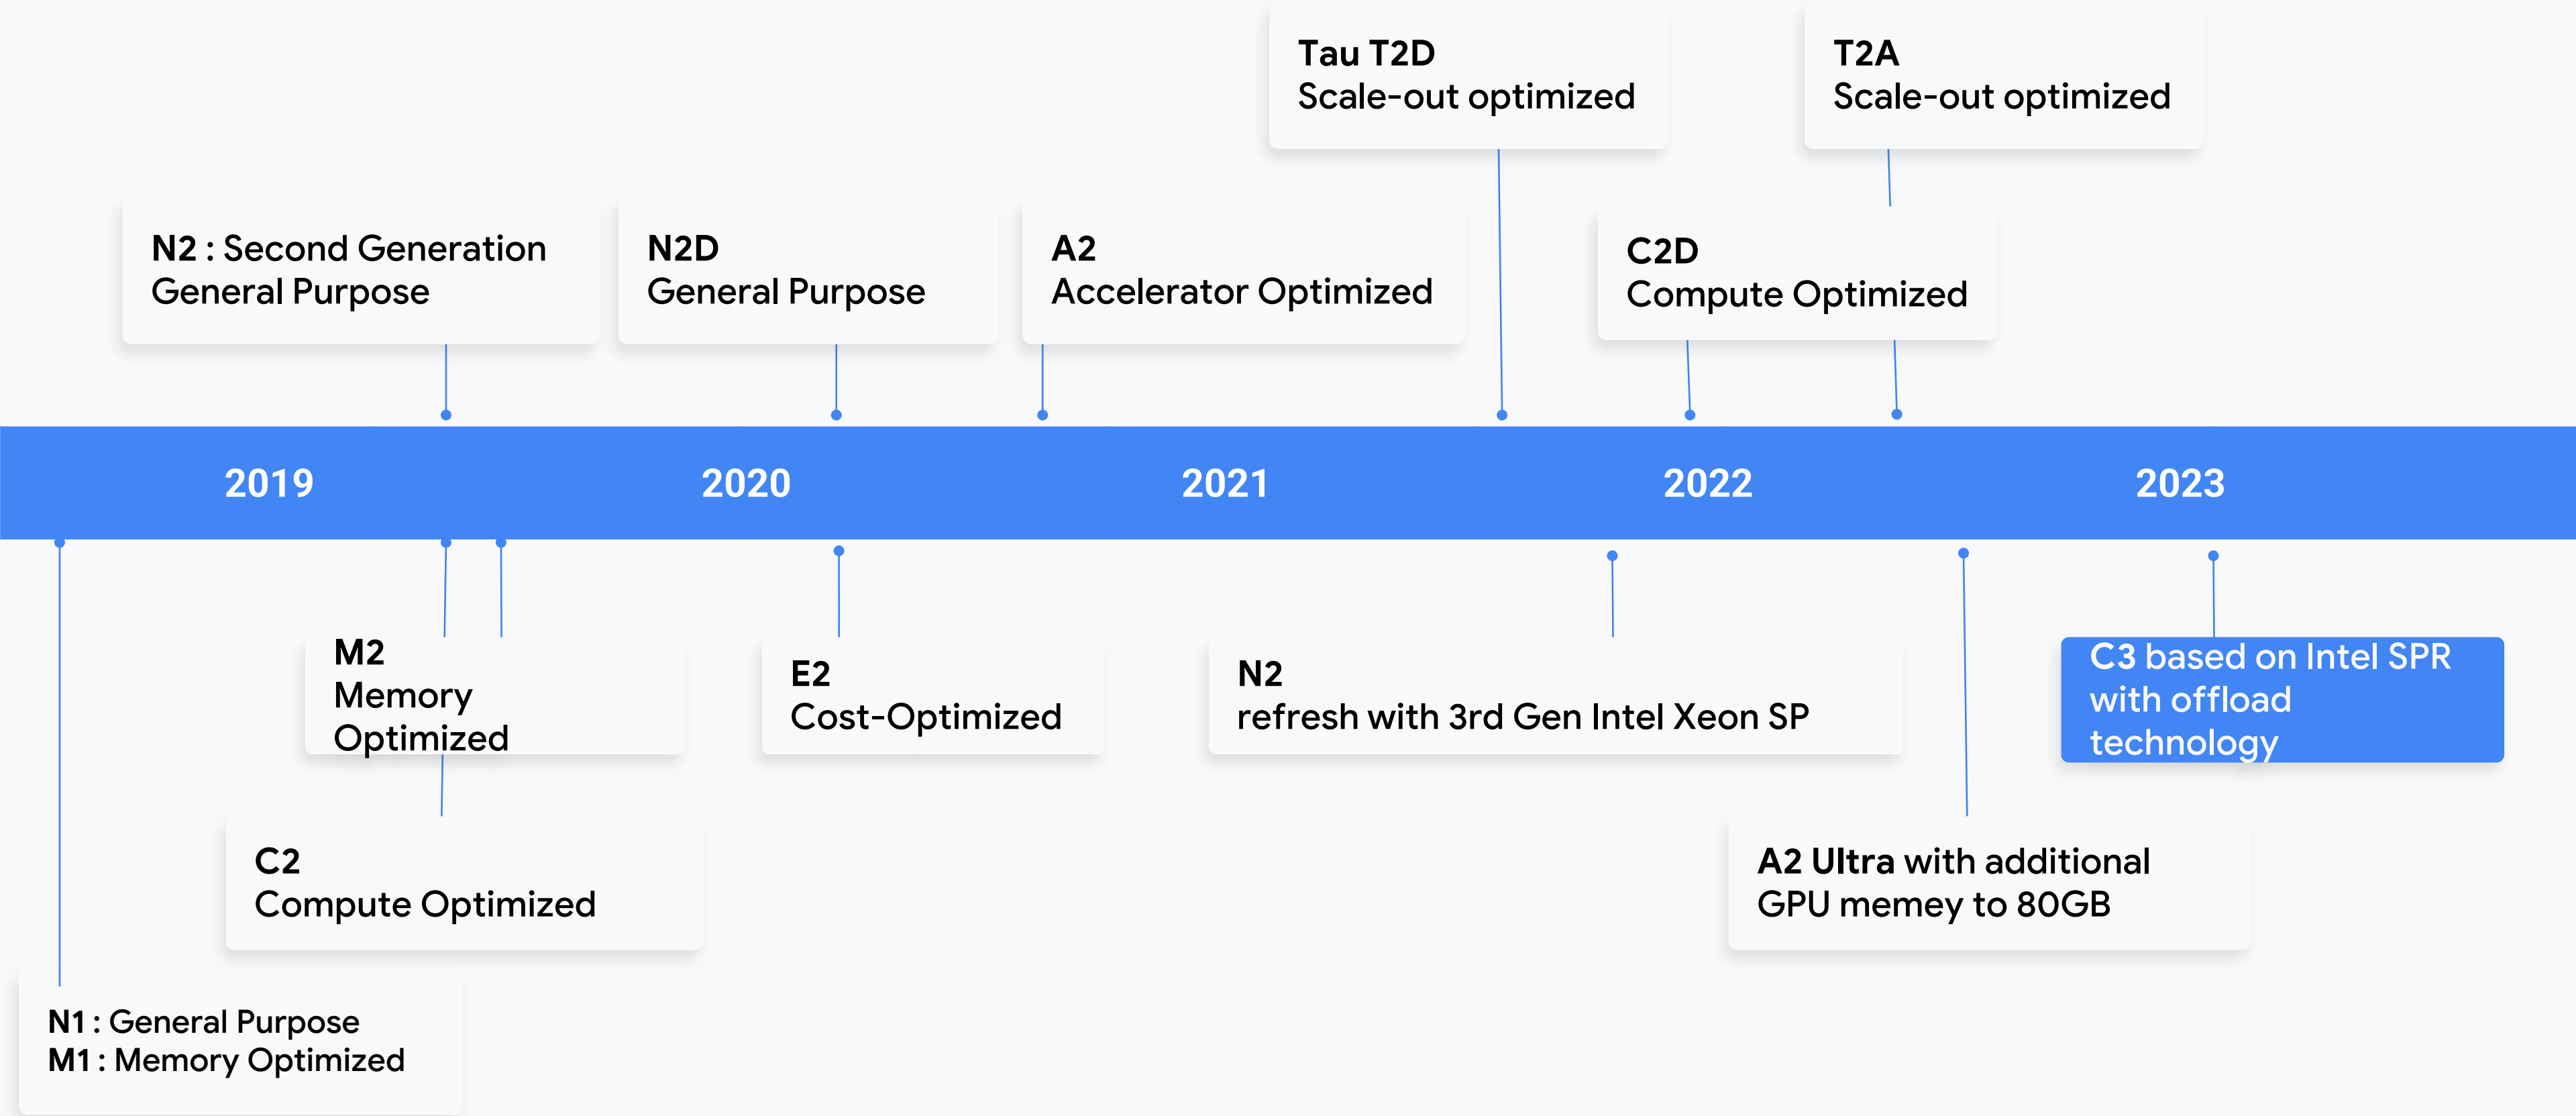 Tau T2D
Scale-out optimized
T2A
Scale-out optimized
N2 : Second Generation
General Purpose
N2D
General Purpose
A2
Accelerator Optimized
C2D
Compute Optimized
2019
2020
2021
2022
2023
M2
Memory
Optimized
E2
Cost-Optimized
N2
refresh with 3rd Gen Intel Xeon SP
C3 based on Intel SPR
with offload
technology
C2
Compute Optimized
A2 Ultra with additional
GPU memey to 80GB
N1 : General Purpose
M1 : Memory Optimized